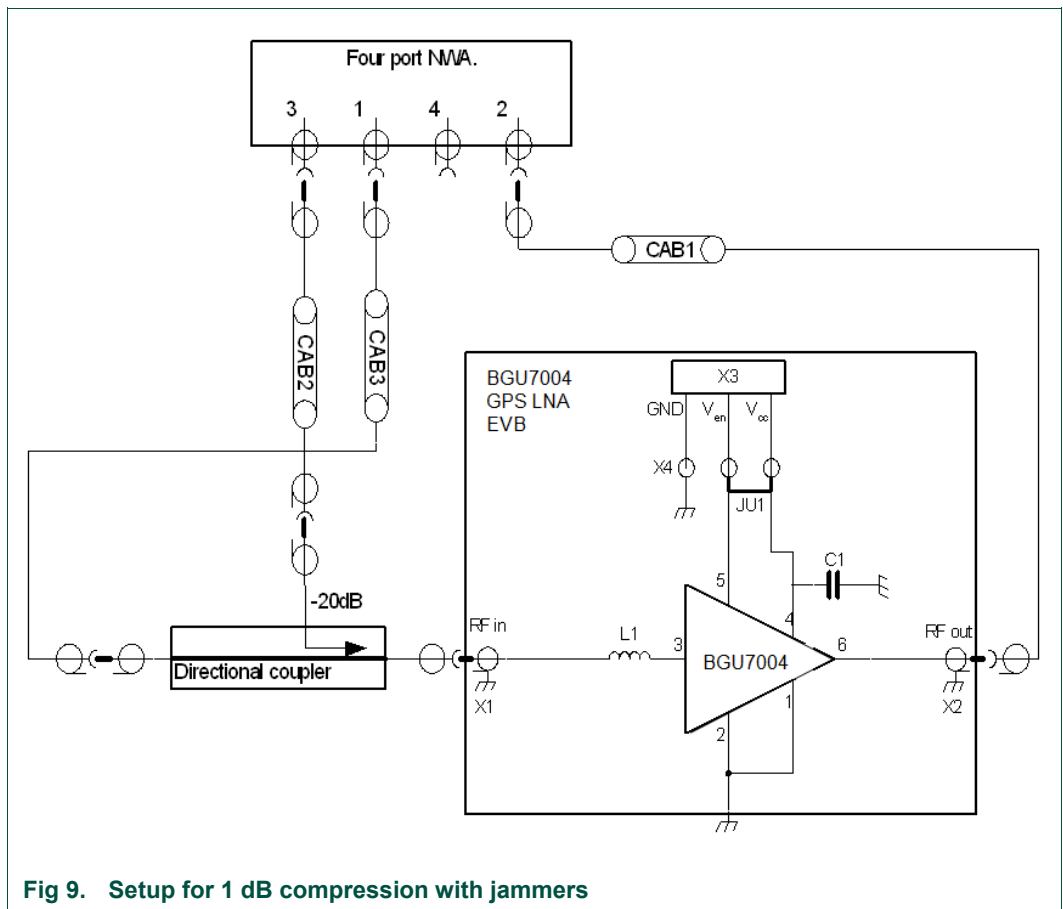 Four port NWA.
3 1 4 2
CAB1
CAB2
CAB3
BGU7004
GPS LNA
EVB
X3
GND Ven Vcc
X4
JU1
C1
5
4
-20dB
RF in
L1
3
BGU7004
6
RF out
Directional coupler
X1
1
X2
2
Fig 9. Setup for 1 dB compression with jammers